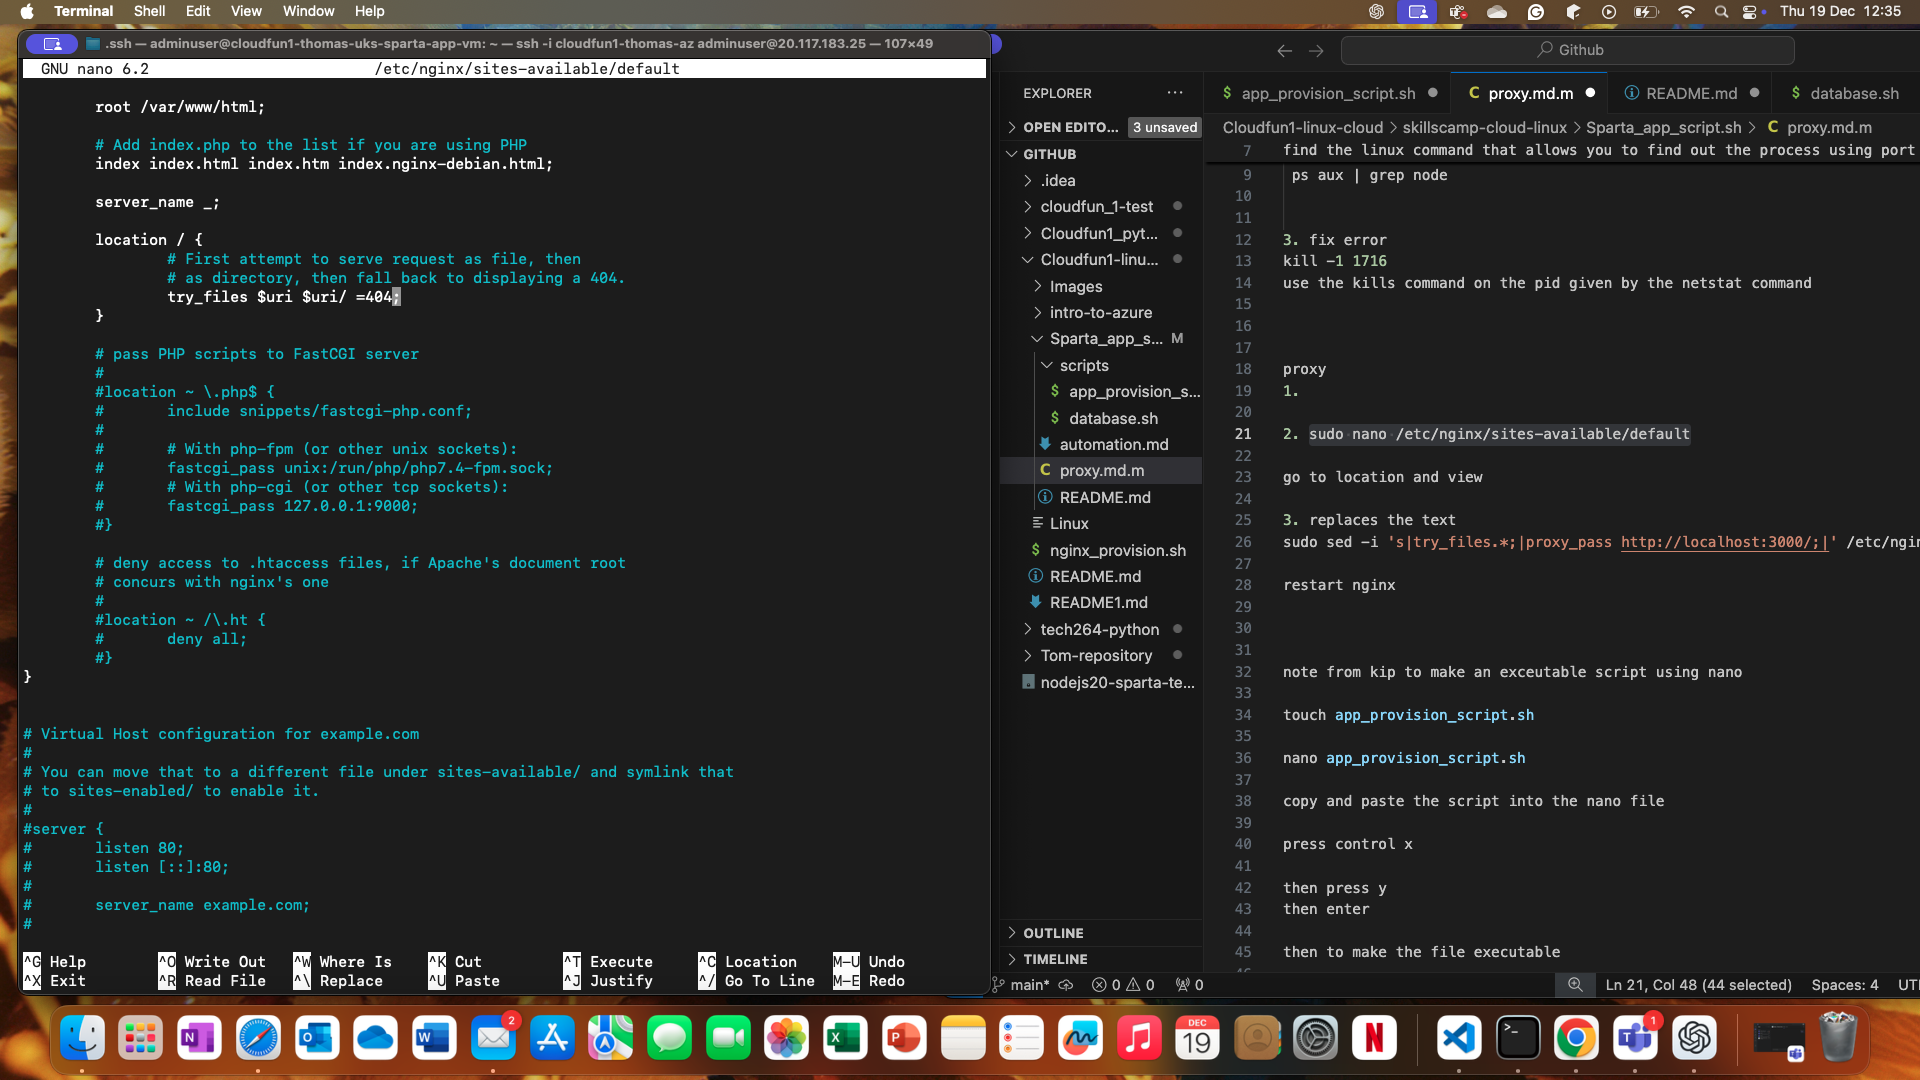 Terminal Shell Edit View Window Help
Thu 19 Dec 12:35
.ssh — adminuser@cloudfun1-thomas-uks-sparta-app-vm: ~ — ssh -i cloudfun1-thomas-az adminuser@20.117.183.25 — 107×49
GNU nano 6.2 /etc/nginx/sites-available/default
root /var/www/html;
# Add index.php to the list if you are using PHP
index index.html index.htm index.nginx-debian.html;
server_name _;
location / {
# First attempt to serve request as file, then
# as directory, then fall back to displaying a 404.
try_files $uri $uri/ =404;
}
# pass PHP scripts to FastCGI server
#
#location ~ \.php$ {
# include snippets/fastcgi-php.conf;
#
# # With php-fpm (or other unix sockets):
# fastcgi_pass unix:/run/php/php7.4-fpm.sock;
# # With php-cgi (or other tcp sockets):
# fastcgi_pass 127.0.0.1:9000;
#}
# deny access to .htaccess files, if Apache's document root
# concurs with nginx's one
#
#location ~ /\.ht {
# deny all;
#}
}
# Virtual Host configuration for example.com
#
# You can move that to a different file under sites-available/ and symlink that
# to sites-enabled/ to enable it.
#
#server {
# listen 80;
# listen [::]:80;
#
# server_name example.com;
#
^G Help ^O Write Out ^W Where Is ^K Cut ^T Execute ^C Location M-U Undo
^X Exit ^R Read File ^\ Replace ^U Paste ^J Justify ^/ Go To Line M-E Redo
Github
EXPLORER ...
OPEN EDITO... 3 unsaved
GITHUB
.idea
cloudfun_1-test
Cloudfun1_pyt...
Cloudfun1-linu...
Images
intro-to-azure
Sparta_app_s... M
scripts
$ app_provision_s...
$ database.sh
automation.md
C proxy.md.m
README.md
Linux
$ nginx_provision.sh
README.md
README1.md
tech264-python
Tom-repository
nodejs20-sparta-te...
OUTLINE
TIMELINE
$ app_provision_script.sh C proxy.md.m README.md $ database.sh
Cloudfun1-linux-cloud > skillscamp-cloud-linux > Sparta_app_script.sh > C proxy.md.m
7 find the linux command that allows you to find out the process using port
9 ps aux | grep node
10
11
12 3. fix error
13 kill -1 1716
14 use the kills command on the pid given by the netstat command
15
16
17
18 proxy
19 1.
20
21 2. sudo nano /etc/nginx/sites-available/default
22
23 go to location and view
24
25 3. replaces the text
26 sudo sed -i 's|try_files.*;|proxy_pass http://localhost:3000/;|' /etc/ngin
27
28 restart nginx
29
30
31
32 note from kip to make an exceutable script using nano
33
34 touch app_provision_script.sh
35
36 nano app_provision_script.sh
37
38 copy and paste the script into the nano file
39
40 press control x
41
42 then press y
43 then enter
44
45 then to make the file executable
main* 0 0 0 Ln 21, Col 48 (44 selected) Spaces: 4 UT
2
DEC
19
1